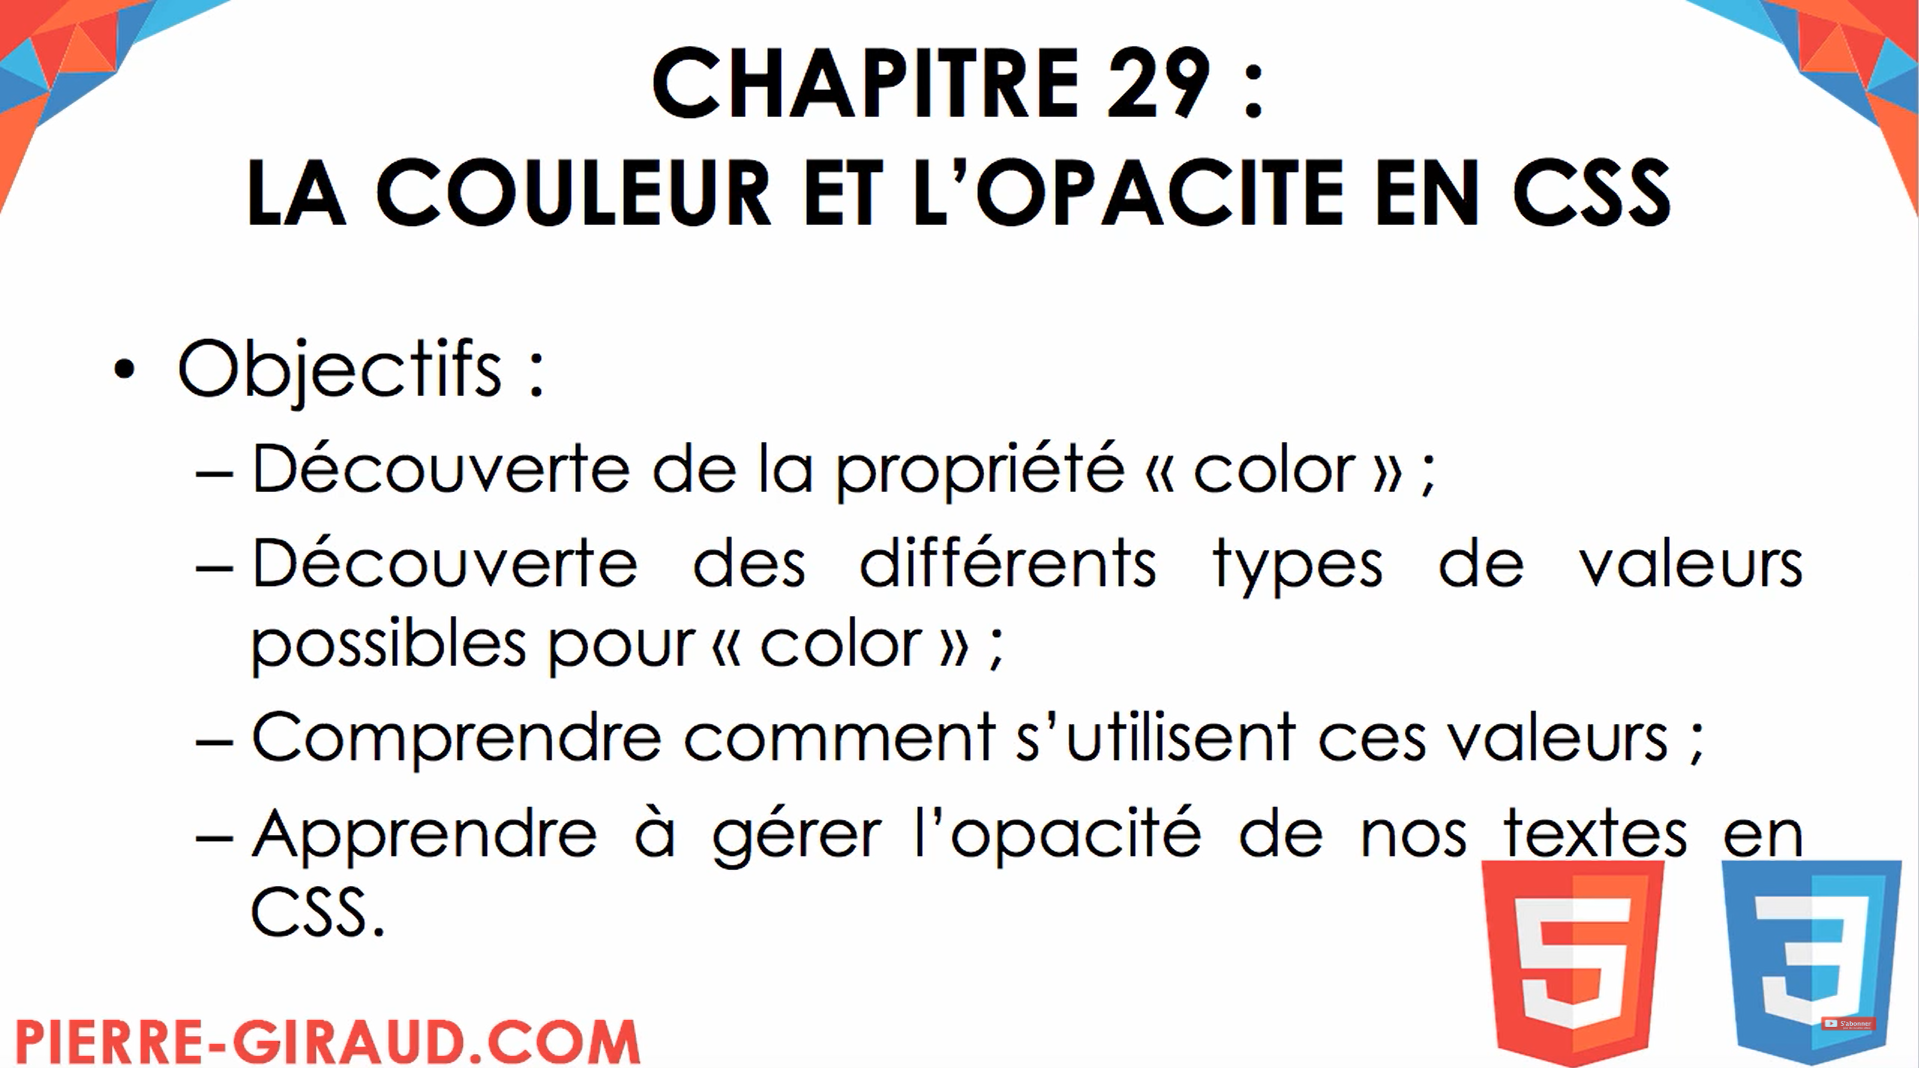 CHAPITRE 29 :
LA COULEUR ET L’OPACITE EN CSS
• Objectifs :
– Découverte de la propriété « color » ;
– Découverte des différents types de valeurs
possibles pour « color » ;
– Comprendre comment s’utilisent ces valeurs ;
– Apprendre à gérer l’opacité de nos textes en
CSS.
5
3
S'abonner
PIERRE-GIRAUD.COM